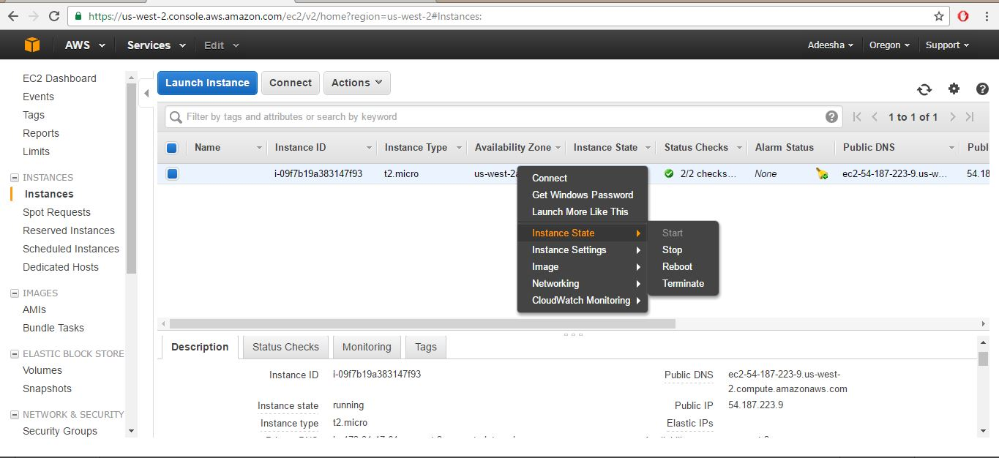 https://us-west-2.console.aws.amazon.com/ec2/v2/home?region=us-west-2#Instances:
AWS Services Edit Adeesha Oregon Support
EC2 Dashboard
Events
Tags
Reports
Limits
INSTANCES
Instances
Spot Requests
Reserved Instances
Scheduled Instances
Dedicated Hosts
IMAGES
AMIs
Bundle Tasks
ELASTIC BLOCK STORE
Volumes
Snapshots
NETWORK & SECURITY
Security Groups
Launch Instance Connect Actions
Filter by tags and attributes or search by keyword 1 to 1 of 1
Name Instance ID Instance Type Availability Zone Instance State Status Checks Alarm Status Public DNS Publ
i-09f7b19a383147f93 t2.micro us-west-2a 2/2 checks... None ec2-54-187-223-9.us-w... 54.18
Connect
Get Windows Password
Launch More Like This
Instance State
Instance Settings
Image
Networking
CloudWatch Monitoring
Start
Stop
Reboot
Terminate
Description Status Checks Monitoring Tags
Instance ID i-09f7b19a383147f93
Instance state running
Instance type t2.micro
Public DNS ec2-54-187-223-9.us-west-
2.compute.amazonaws.com
Public IP 54.187.223.9
Elastic IPs